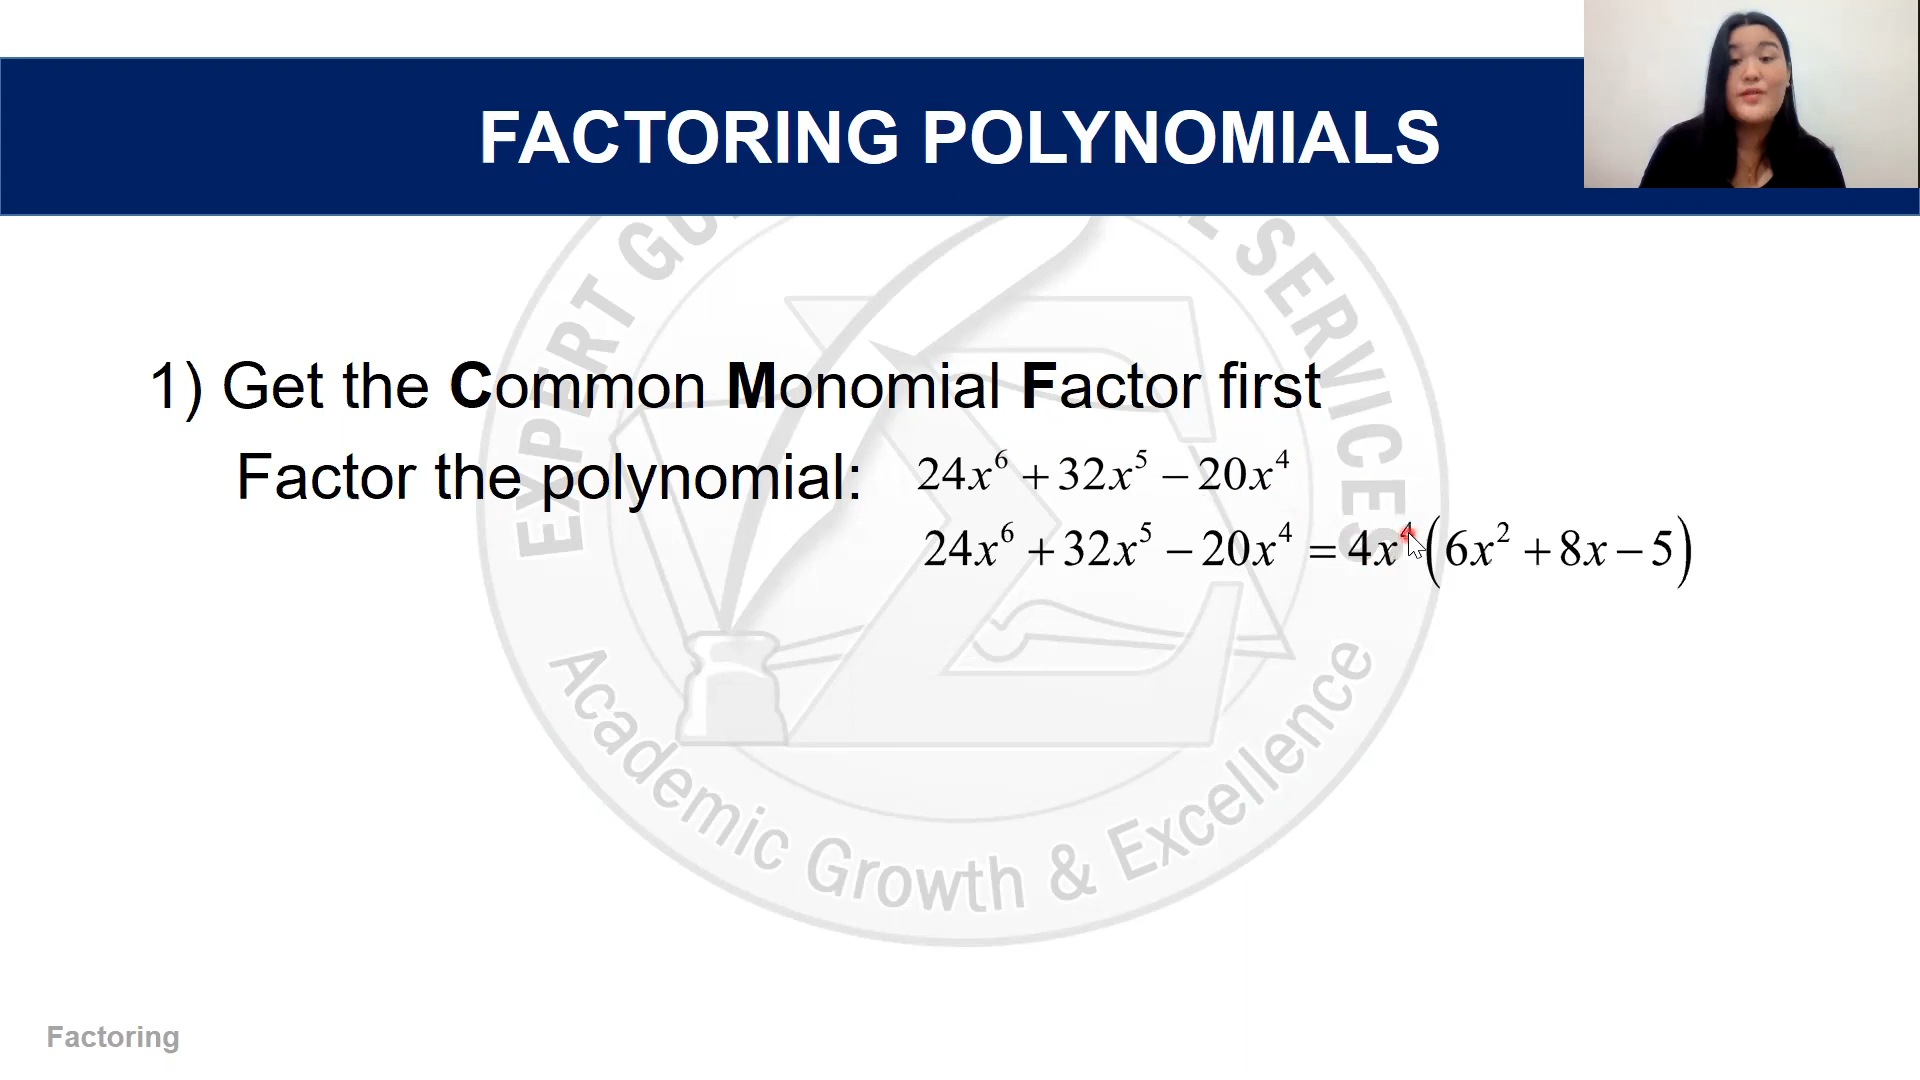 FACTORING POLYNOMIALS
1) Get the Common Monomial Factor first
Factor the polynomial: 24x⁶ + 32x⁵ − 20x⁴
24x⁶ + 32x⁵ − 20x⁴ = 4x⁴(6x² + 8x − 5)
EXPERT SERVICES
Academic Growth & Excellence
Factoring